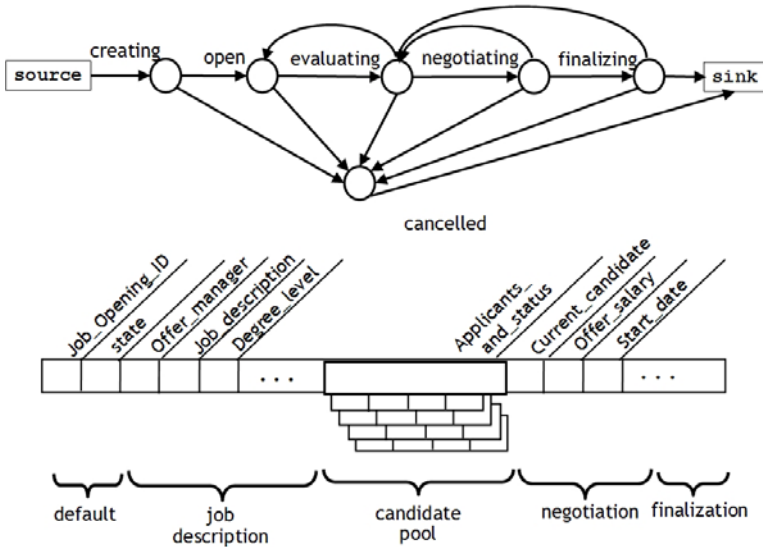 creating
open
evaluating
negotiating
finalizing
source
sink
cancelled
Job_Opening_ID
state
Offer_manager
Job_description
Degree_level
Applicants_
and_status
Current_candidate
Offer_salary
Start_date
. . .
. . .
default
job
description
candidate
pool
negotiation
finalization